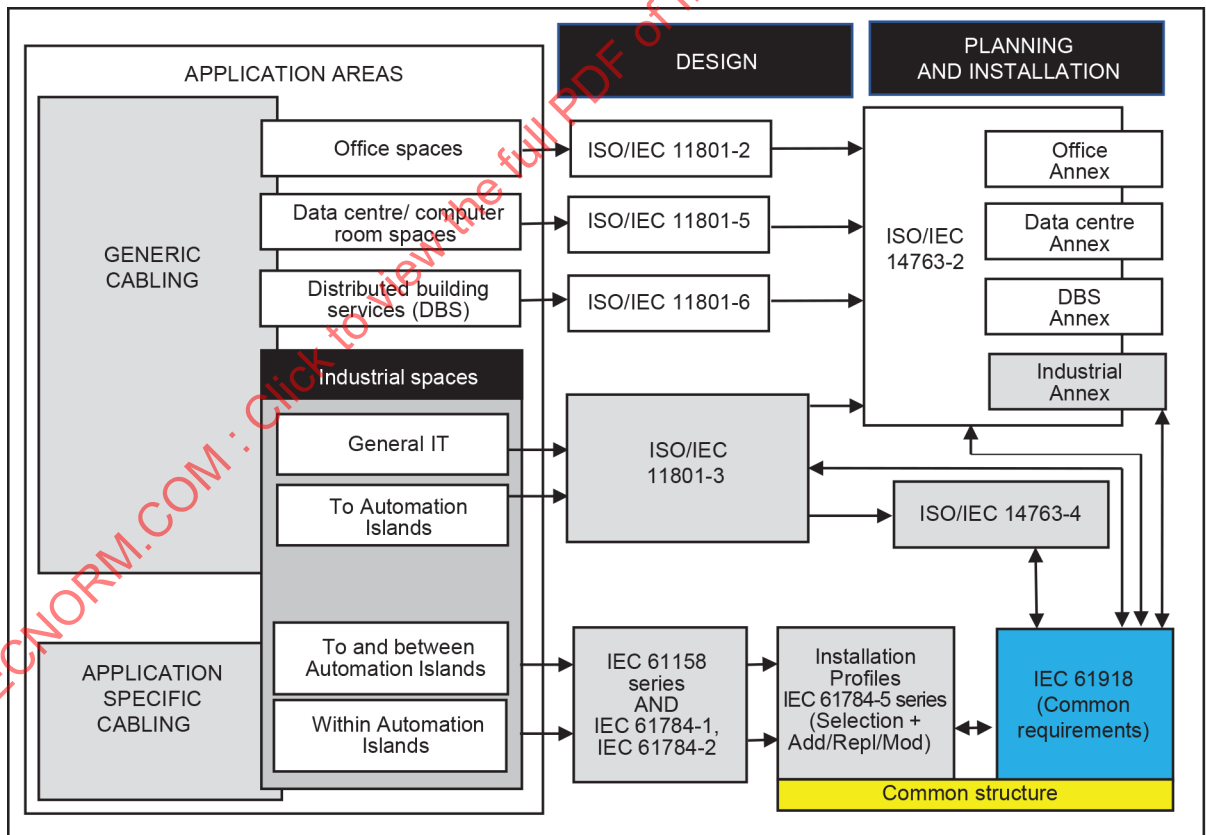 APPLICATION AREAS
DESIGN
PLANNING
AND INSTALLATION
GENERIC
CABLING
Office spaces
ISO/IEC 11801-2
Data centre/ computer
room spaces
ISO/IEC 11801-5
Distributed building
services (DBS)
ISO/IEC 11801-6
ISO/IEC
14763-2
Office
Annex
Data centre
Annex
DBS
Annex
Industrial
Annex
Industrial spaces
General IT
To Automation
Islands
ISO/IEC
11801-3
ISO/IEC 14763-4
APPLICATION
SPECIFIC
CABLING
To and between
Automation Islands
Within Automation
Islands
IEC 61158
series
AND
IEC 61784-1,
IEC 61784-2
Installation
Profiles
IEC 61784-5 series
(Selection +
Add/Repl/Mod)
IEC 61918
(Common
requirements)
Common structure
ECNORM.COM : Click to view the full PDF of